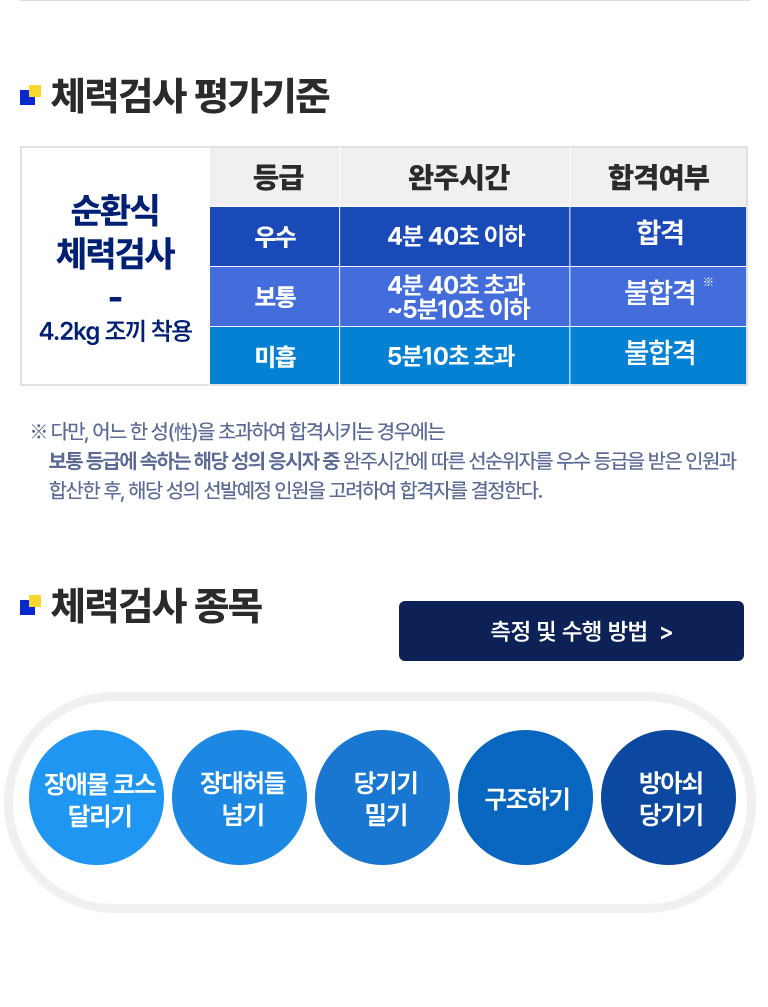 체력검사 평가기준
순환식
체력검사
-
4.2kg 조끼 착용
등급 완주시간 합격여부
우수 4분 40초 이하 합격
보통 4분 40초 초과
~5분10초 이하 불합격 ※
미흡 5분10초 초과 불합격
※ 다만, 어느 한 성(性)을 초과하여 합격시키는 경우에는
보통 등급에 속하는 해당 성의 응시자 중 완주시간에 따른 선순위자를 우수 등급을 받은 인원과
합산한 후, 해당 성의 선발예정 인원을 고려하여 합격자를 결정한다.
체력검사 종목
측정 및 수행 방법 >
장애물 코스
달리기
장대허들
넘기
당기기
밀기
구조하기
방아쇠
당기기